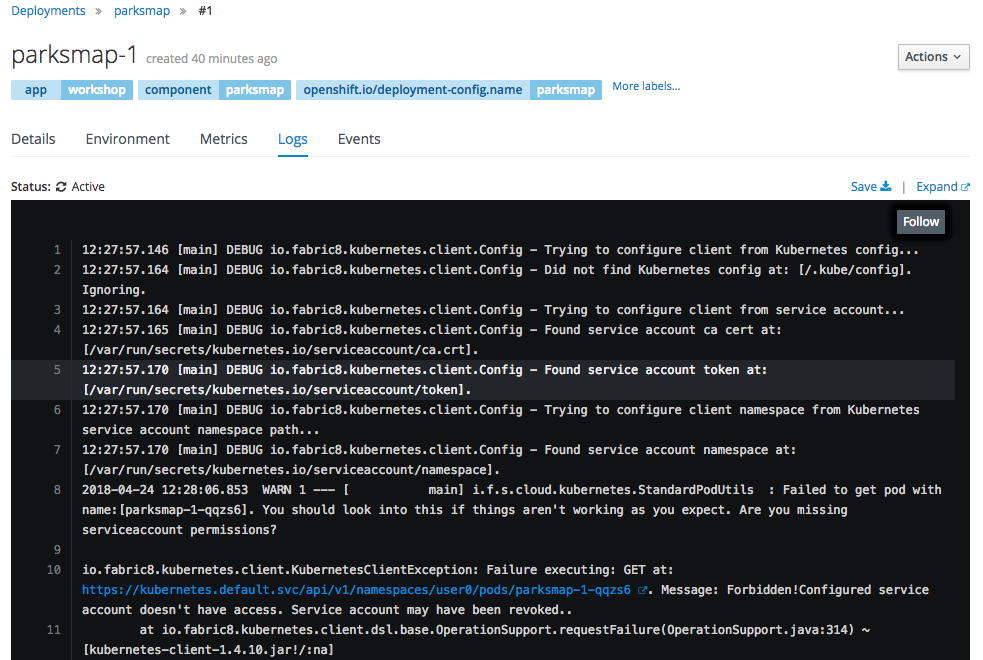 Deployments » parksmap » #1
parksmap-1 created 40 minutes ago
Actions
app workshop component parksmap openshift.io/deployment-config.name parksmap More labels...
Details Environment Metrics Logs Events
Status: Active Save | Expand
Follow
1 12:27:57.146 [main] DEBUG io.fabric8.kubernetes.client.Config - Trying to configure client from Kubernetes config...
2 12:27:57.164 [main] DEBUG io.fabric8.kubernetes.client.Config - Did not find Kubernetes config at: [/.kube/config].
Ignoring.
3 12:27:57.164 [main] DEBUG io.fabric8.kubernetes.client.Config - Trying to configure client from service account...
4 12:27:57.165 [main] DEBUG io.fabric8.kubernetes.client.Config - Found service account ca cert at:
[/var/run/secrets/kubernetes.io/serviceaccount/ca.crt].
5 12:27:57.170 [main] DEBUG io.fabric8.kubernetes.client.Config - Found service account token at:
[/var/run/secrets/kubernetes.io/serviceaccount/token].
6 12:27:57.170 [main] DEBUG io.fabric8.kubernetes.client.Config - Trying to configure client namespace from Kubernetes
service account namespace path...
7 12:27:57.170 [main] DEBUG io.fabric8.kubernetes.client.Config - Found service account namespace at:
[/var/run/secrets/kubernetes.io/serviceaccount/namespace].
8 2018-04-24 12:28:06.853  WARN 1 --- [           main] i.f.s.cloud.kubernetes.StandardPodUtils  : Failed to get pod with
name:[parksmap-1-qqzs6]. You should look into this if things aren't working as you expect. Are you missing
serviceaccount permissions?
9
10 io.fabric8.kubernetes.client.KubernetesClientException: Failure executing: GET at:
https://kubernetes.default.svc/api/v1/namespaces/user0/pods/parksmap-1-qqzs6 . Message: Forbidden!Configured service
account doesn't have access. Service account may have been revoked..
11 at io.fabric8.kubernetes.client.dsl.base.OperationSupport.requestFailure(OperationSupport.java:314) ~
[kubernetes-client-1.4.10.jar!/:na]